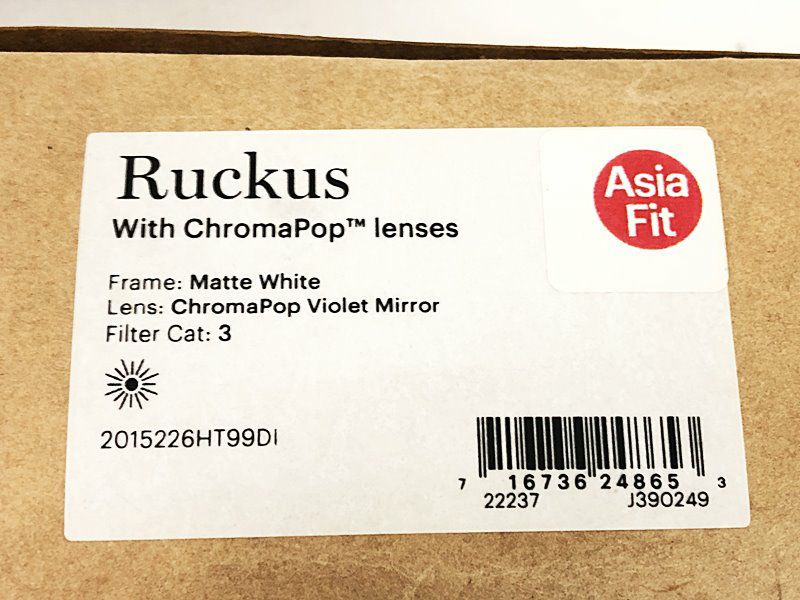 Ruckus
With ChromaPop™ lenses
Asia
Fit
Frame: Matte White
Lens: ChromaPop Violet Mirror
Filter Cat: 3
2015226HT99DI
7 16736 24865 3
22237 J390249